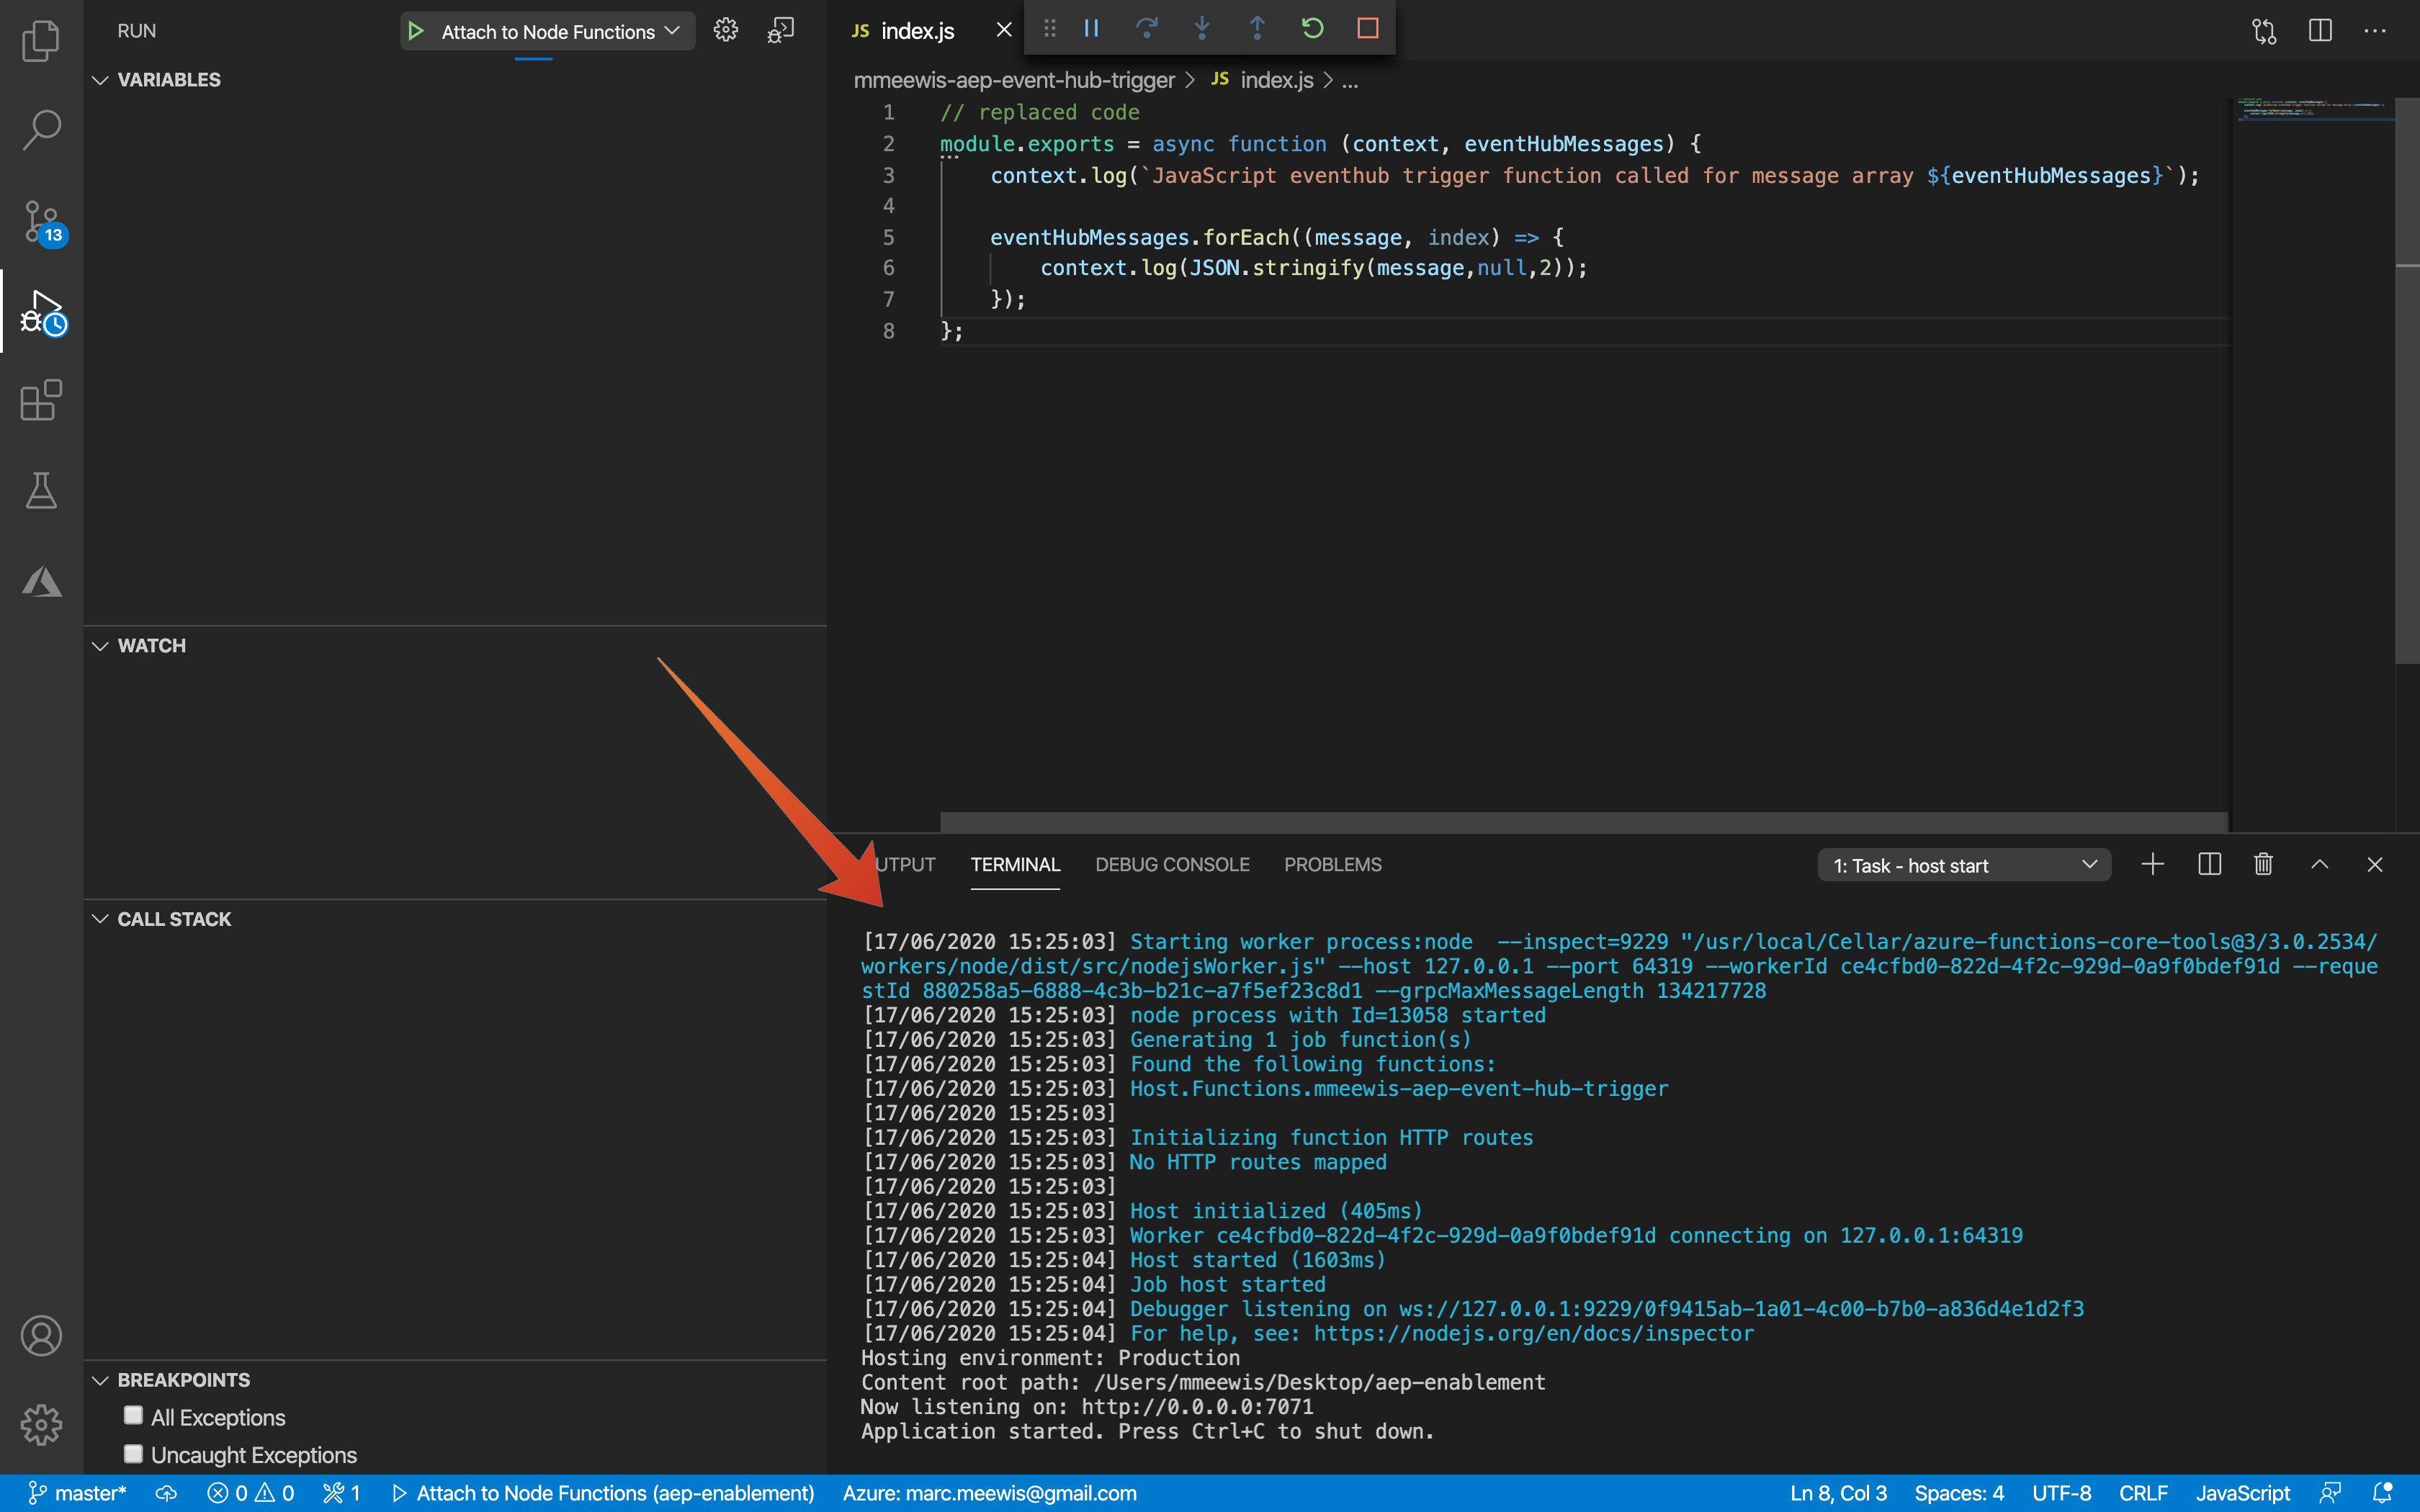 RUN
Attach to Node Functions
VARIABLES
13
WATCH
CALL STACK
BREAKPOINTS
All Exceptions
Uncaught Exceptions
JS index.js
mmeewis-aep-event-hub-trigger > JS index.js > ...
1 // replaced code
2 module.exports = async function (context, eventHubMessages) {
3 context.log(`JavaScript eventhub trigger function called for message array ${eventHubMessages}`);
4
5 eventHubMessages.forEach((message, index) => {
6 context.log(JSON.stringify(message,null,2));
7 });
8 };
UTPUT TERMINAL DEBUG CONSOLE PROBLEMS 1: Task - host start
[17/06/2020 15:25:03] Starting worker process:node  --inspect=9229 "/usr/local/Cellar/azure-functions-core-tools@3/3.0.2534/
workers/node/dist/src/nodejsWorker.js" --host 127.0.0.1 --port 64319 --workerId ce4cfbd0-822d-4f2c-929d-0a9f0bdef91d --reque
stId 880258a5-6888-4c3b-b21c-a7f5ef23c8d1 --grpcMaxMessageLength 134217728
[17/06/2020 15:25:03] node process with Id=13058 started
[17/06/2020 15:25:03] Generating 1 job function(s)
[17/06/2020 15:25:03] Found the following functions:
[17/06/2020 15:25:03] Host.Functions.mmeewis-aep-event-hub-trigger
[17/06/2020 15:25:03]
[17/06/2020 15:25:03] Initializing function HTTP routes
[17/06/2020 15:25:03] No HTTP routes mapped
[17/06/2020 15:25:03]
[17/06/2020 15:25:03] Host initialized (405ms)
[17/06/2020 15:25:03] Worker ce4cfbd0-822d-4f2c-929d-0a9f0bdef91d connecting on 127.0.0.1:64319
[17/06/2020 15:25:04] Host started (1603ms)
[17/06/2020 15:25:04] Job host started
[17/06/2020 15:25:04] Debugger listening on ws://127.0.0.1:9229/0f9415ab-1a01-4c00-b7b0-a836d4e1d2f3
[17/06/2020 15:25:04] For help, see: https://nodejs.org/en/docs/inspector
Hosting environment: Production
Content root path: /Users/mmeewis/Desktop/aep-enablement
Now listening on: http://0.0.0.0:7071
Application started. Press Ctrl+C to shut down.
master* 0 0 1 Attach to Node Functions (aep-enablement) Azure: marc.meewis@gmail.com Ln 8, Col 3 Spaces: 4 UTF-8 CRLF JavaScript